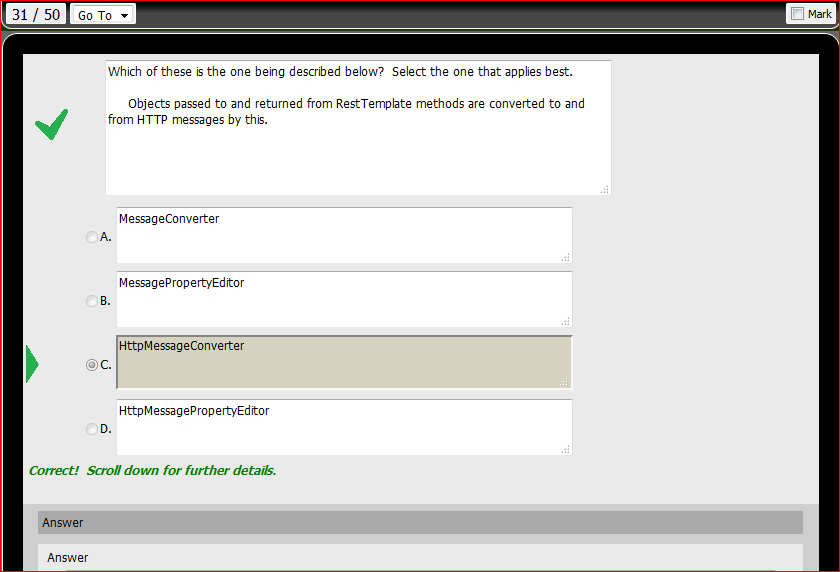 31 / 50 Go To Mark
Which of these is the one being described below?  Select the one that applies best.
Objects passed to and returned from RestTemplate methods are converted to and
from HTTP messages by this.
A. MessageConverter
B. MessagePropertyEditor
C. HttpMessageConverter
D. HttpMessagePropertyEditor
Correct!  Scroll down for further details.
Answer
Answer